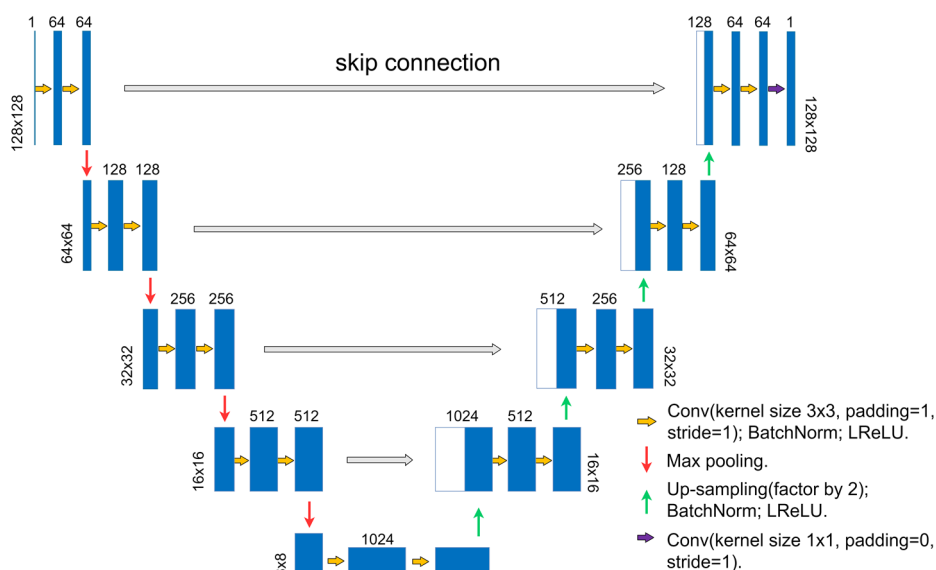 1 64 64
128 64 64 1
skip connection
128x128
128x128
128 128
256 128
64x64
64x64
256 256
512 256
32x32
32x32
512 512
1024 512
16x16
16x16
1024
Conv(kernel size 3x3, padding=1,
stride=1); BatchNorm; LReLU.
Max pooling.
Up-sampling(factor by 2);
BatchNorm; LReLU.
Conv(kernel size 1x1, padding=0,
stride=1).